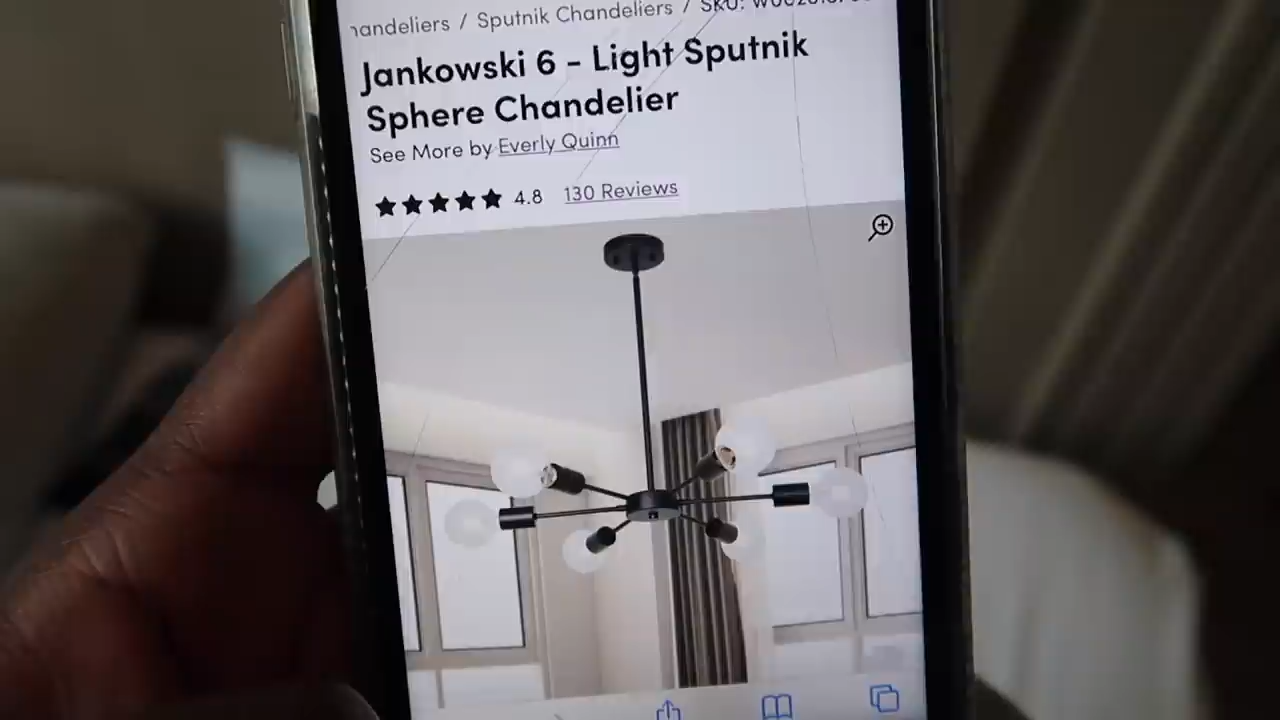 handeliers / Sputnik Chandeliers / SKU:
Jankowski 6 - Light Sputnik
Sphere Chandelier
See More by Everly Quinn
4.8 130 Reviews